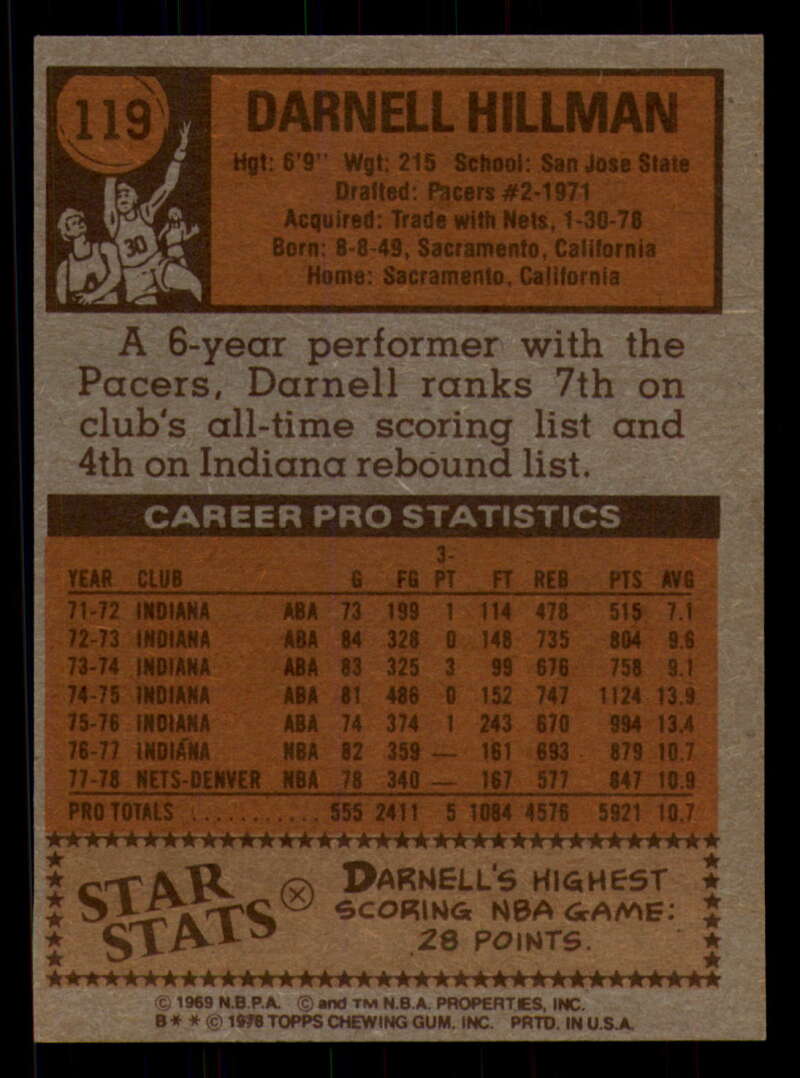 119
DARNELL HILLMAN
Hgt: 6'9" Wgt: 215 School: San Jose State
Drafted: Pacers #2-1971
Acquired: Trade with Nets, 1-30-78
Born: 8-8-49, Sacramento, California
Home: Sacramento, California
30
A 6-year performer with the
Pacers, Darnell ranks 7th on
club's all-time scoring list and
4th on Indiana rebound list.
CAREER PRO STATISTICS
3-
YEAR CLUB G FG PT FT REB PTS AVG
71-72 INDIANA ABA 73 199 1 114 478 515 7.1
72-73 INDIANA ABA 84 328 0 148 735 804 9.6
73-74 INDIANA ABA 83 325 3 99 676 758 9.1
74-75 INDIANA ABA 81 486 0 152 747 1124 13.9
75-76 INDIANA ABA 74 374 1 243 670 994 13.4
76-77 INDIANA NBA 82 359 — 161 693 879 10.7
77-78 NETS-DENVER NBA 78 340 — 167 577 847 10.9
PRO TOTALS ............ 555 2411 5 1084 4576 5921 10.7
STAR
STATS
DARNELL'S HIGHEST
SCORING NBA GAME:
28 POINTS.
© 1969 N.B.P.A. © and TM N.B.A. PROPERTIES, INC.
B* * © 1978 TOPPS CHEWING GUM, INC. PRTD. IN U.S.A.